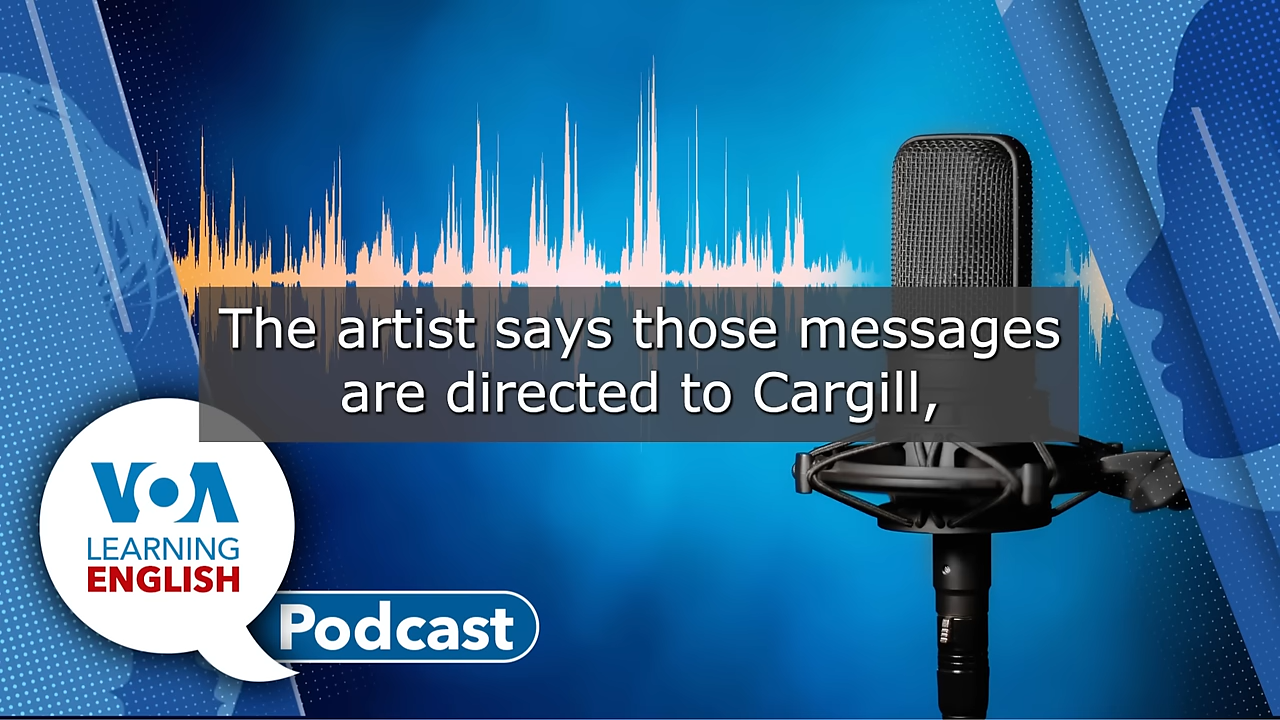 The artist says those messages
are directed to Cargill,
VOA
LEARNING
ENGLISH
Podcast